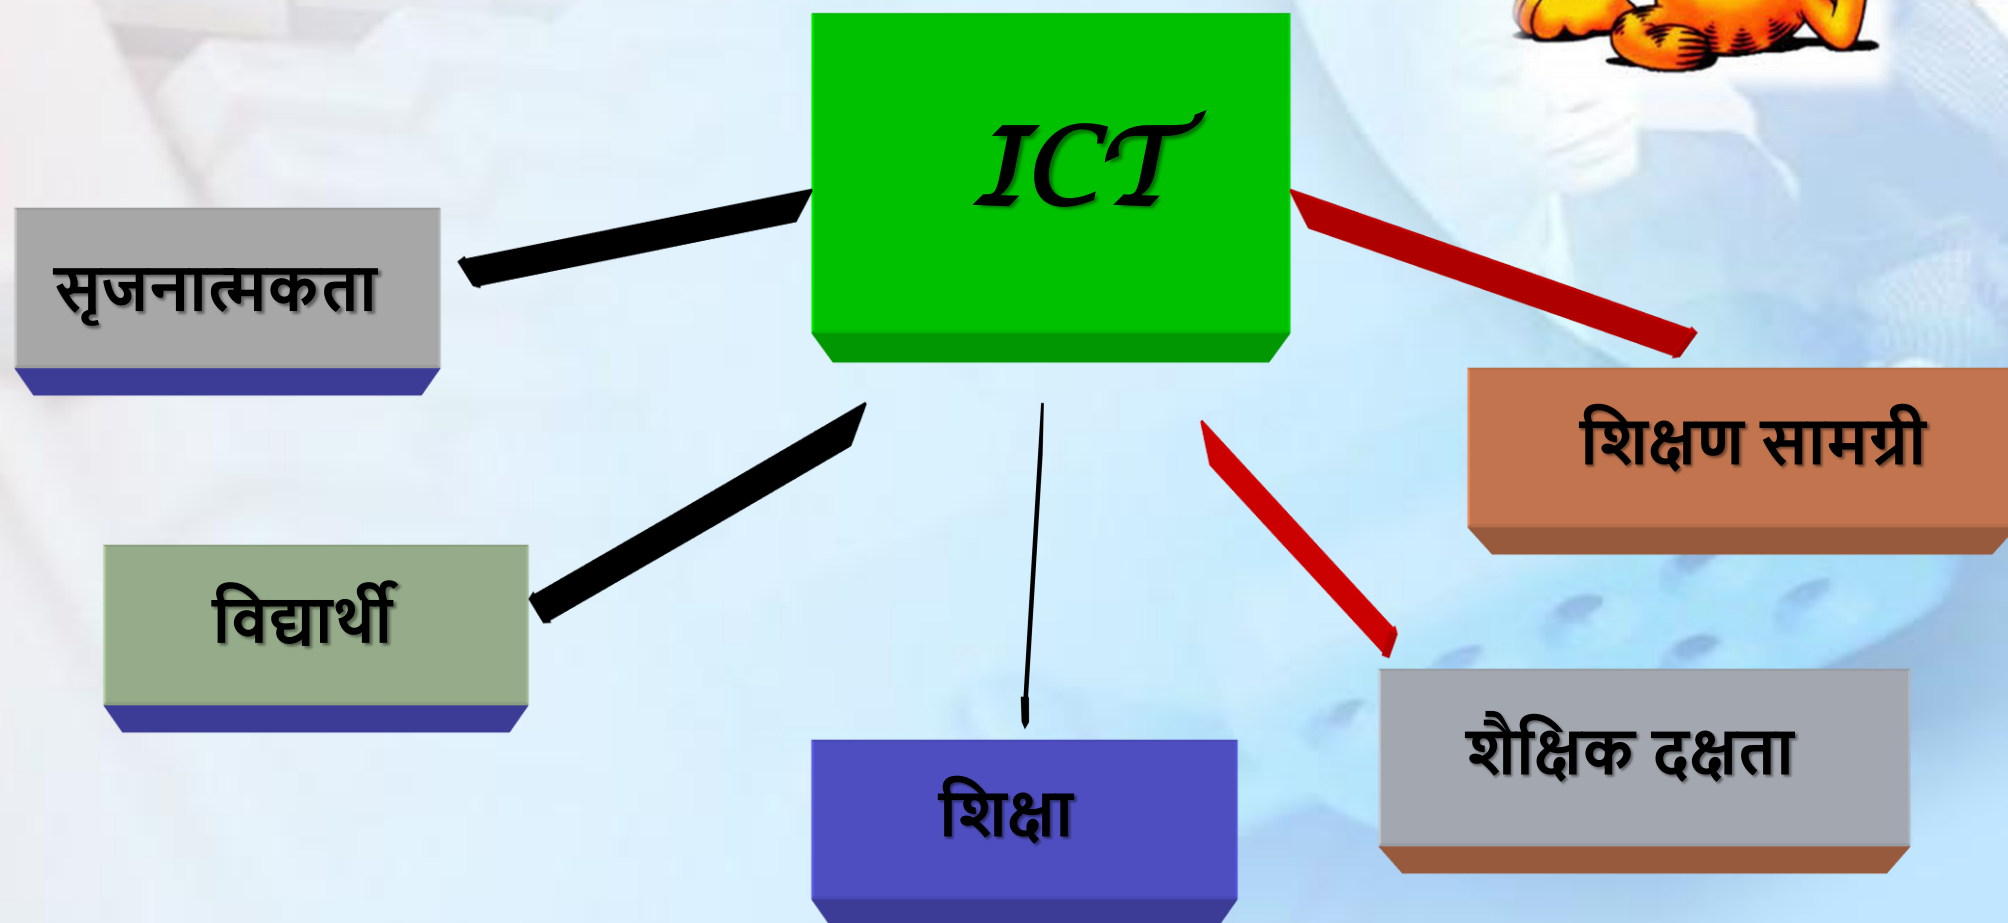 ICT
सृजनात्मकता
शिक्षण सामग्री
विद्यार्थी
शैक्षिक दक्षता
शिक्षा